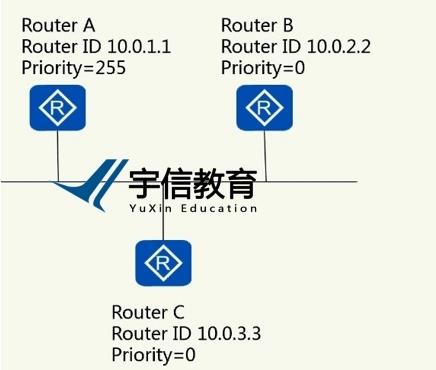 Router A
Router ID 10.0.1.1
Priority=255
Router B
Router ID 10.0.2.2
Priority=0
R
R
宇信教育
YuXin Education
R
Router C
Router ID 10.0.3.3
Priority=0